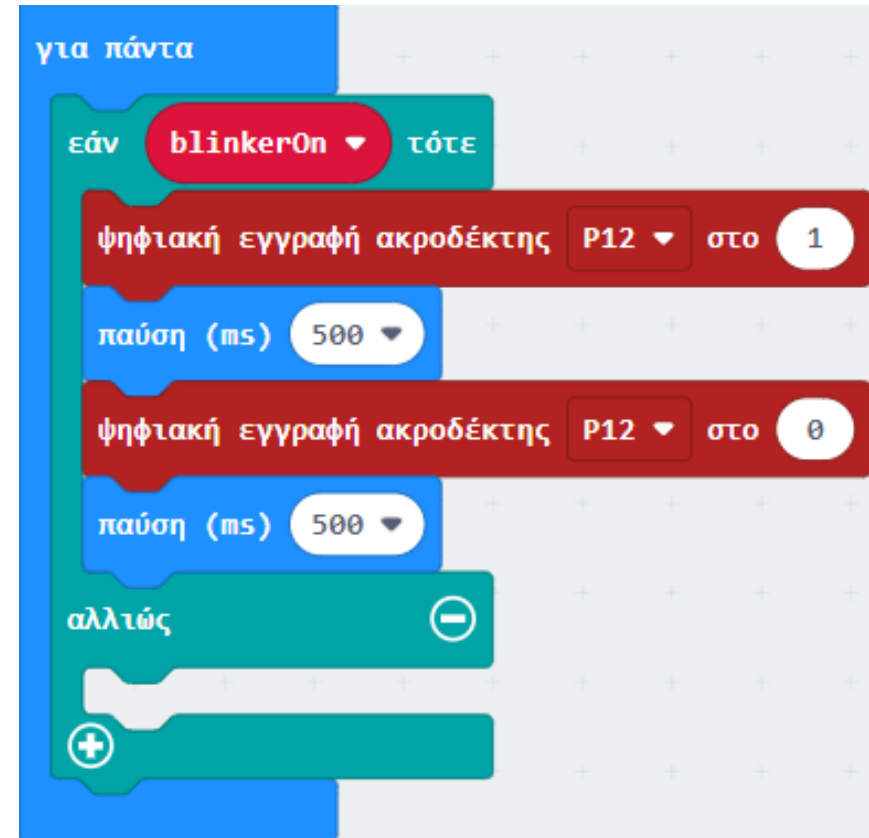 για πάντα
εάν blinkerOn τότε
ψηφιακή εγγραφή ακροδέκτης P12 στο 1
παύση (ms) 500
ψηφιακή εγγραφή ακροδέκτης P12 στο 0
παύση (ms) 500
αλλιώς